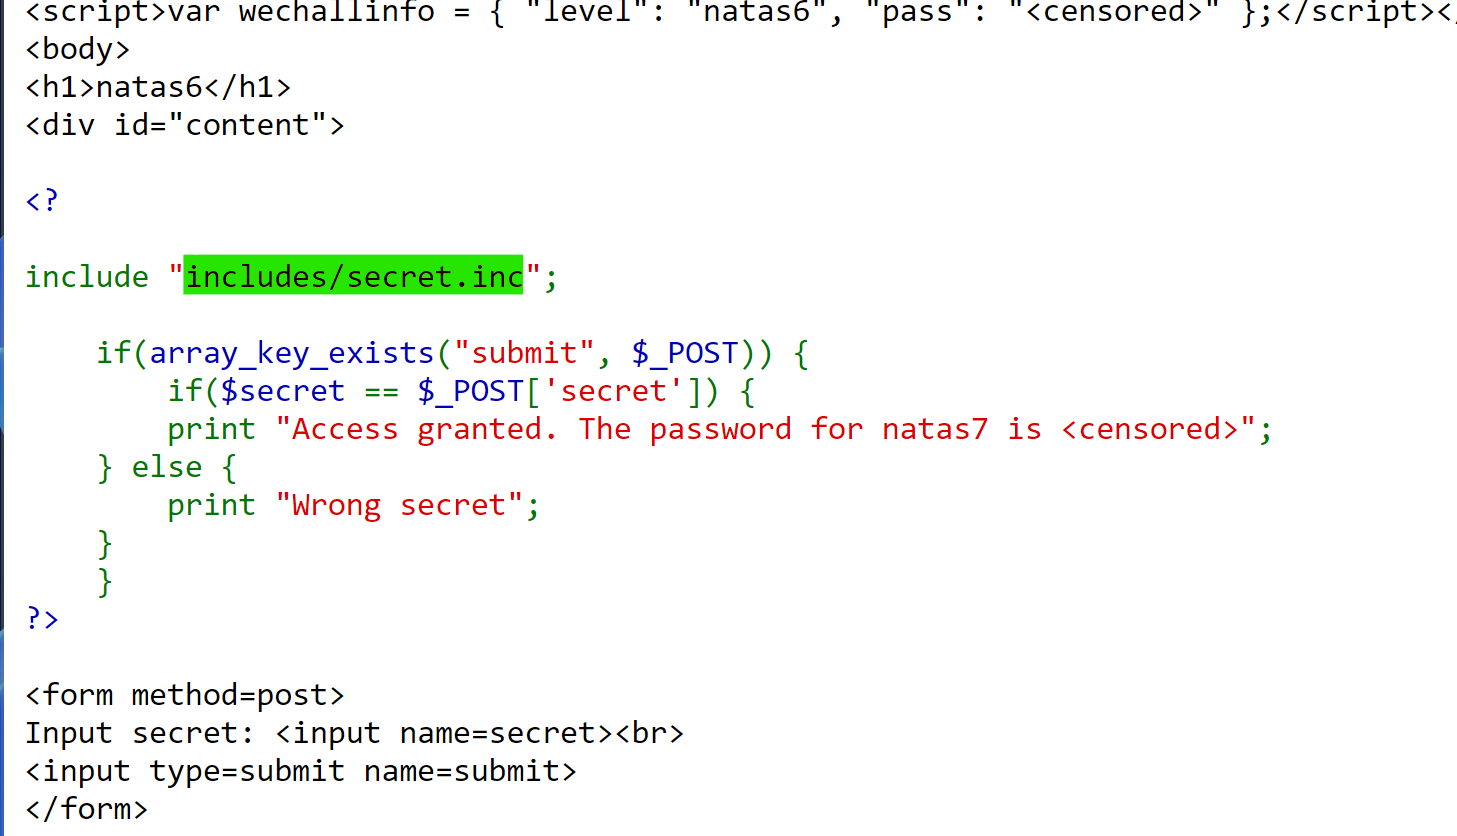 <script>var wechallinfo = { "level": "natas6", "pass": "<censored>" };</script><
<body>
<h1>natas6</h1>
<div id="content">
<?
include "includes/secret.inc";
if(array_key_exists("submit", $_POST)) {
if($secret == $_POST['secret']) {
print "Access granted. The password for natas7 is <censored>";
} else {
print "Wrong secret";
}
}
?>
<form method=post>
Input secret: <input name=secret><br>
<input type=submit name=submit>
</form>